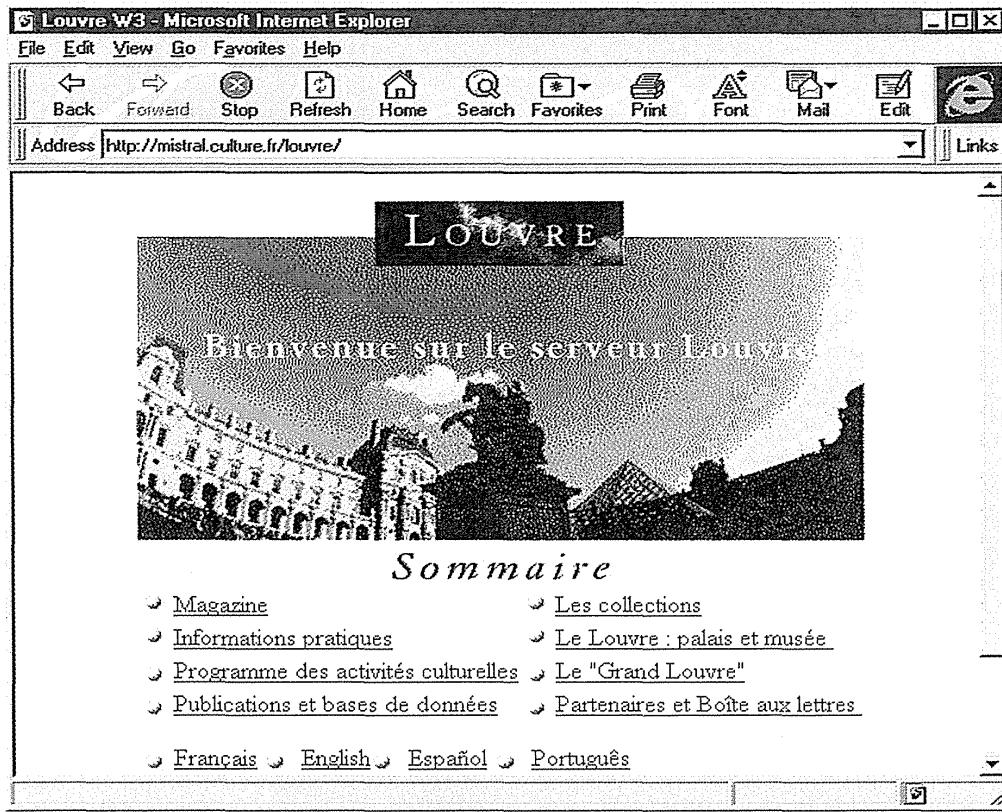 Louvre W3 - Microsoft Internet Explorer
File Edit View Go Favorites Help
Back Forward Stop Refresh Home Search Favorites Print Font Mail Edit
Address http://mistral.culture.fr/louvre/ Links
LOUVRE
Bienvenue sur le serveur Louvre
Sommaire
Magazine Les collections
Informations pratiques Le Louvre : palais et musée
Programme des activités culturelles Le "Grand Louvre"
Publications et bases de données Partenaires et Boîte aux lettres
Français English Español Português